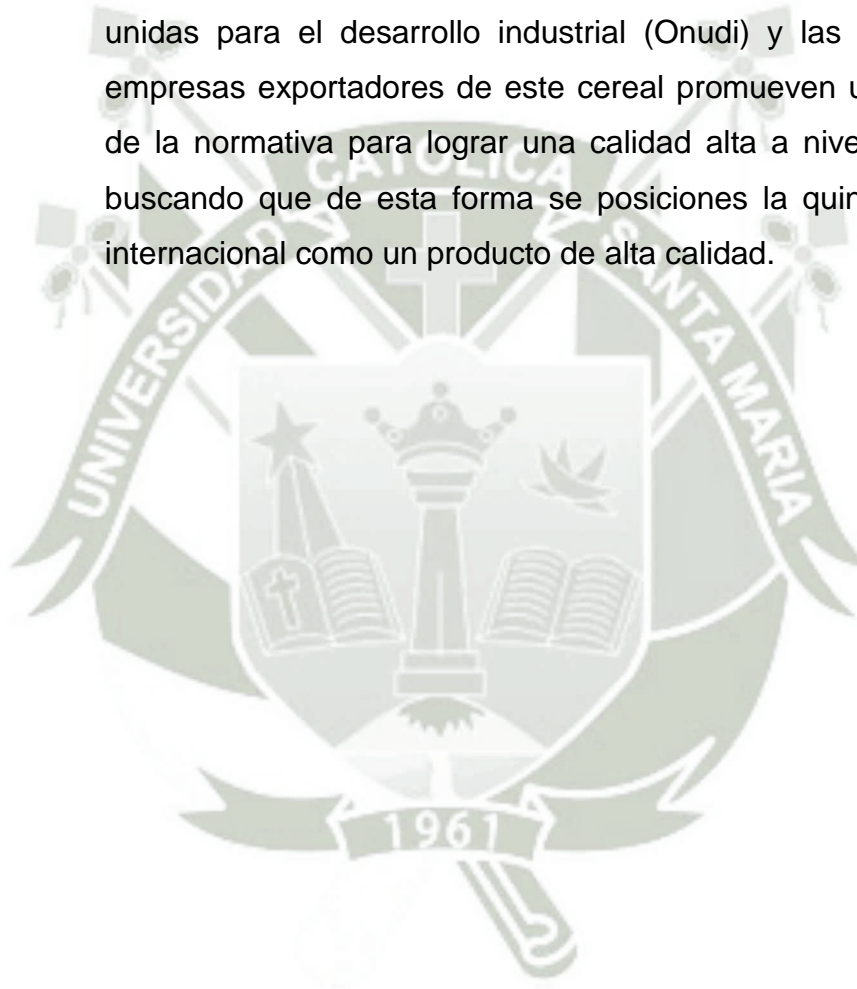 unidas para el desarrollo industrial (Onudi) y las
empresas exportadores de este cereal promueven
de la normativa para lograr una calidad alta a
buscando que de esta forma se posiciones la
internacional como un producto de alta calidad.
UNIVERSIDAD CATOLICA SANTA MARIA
1961